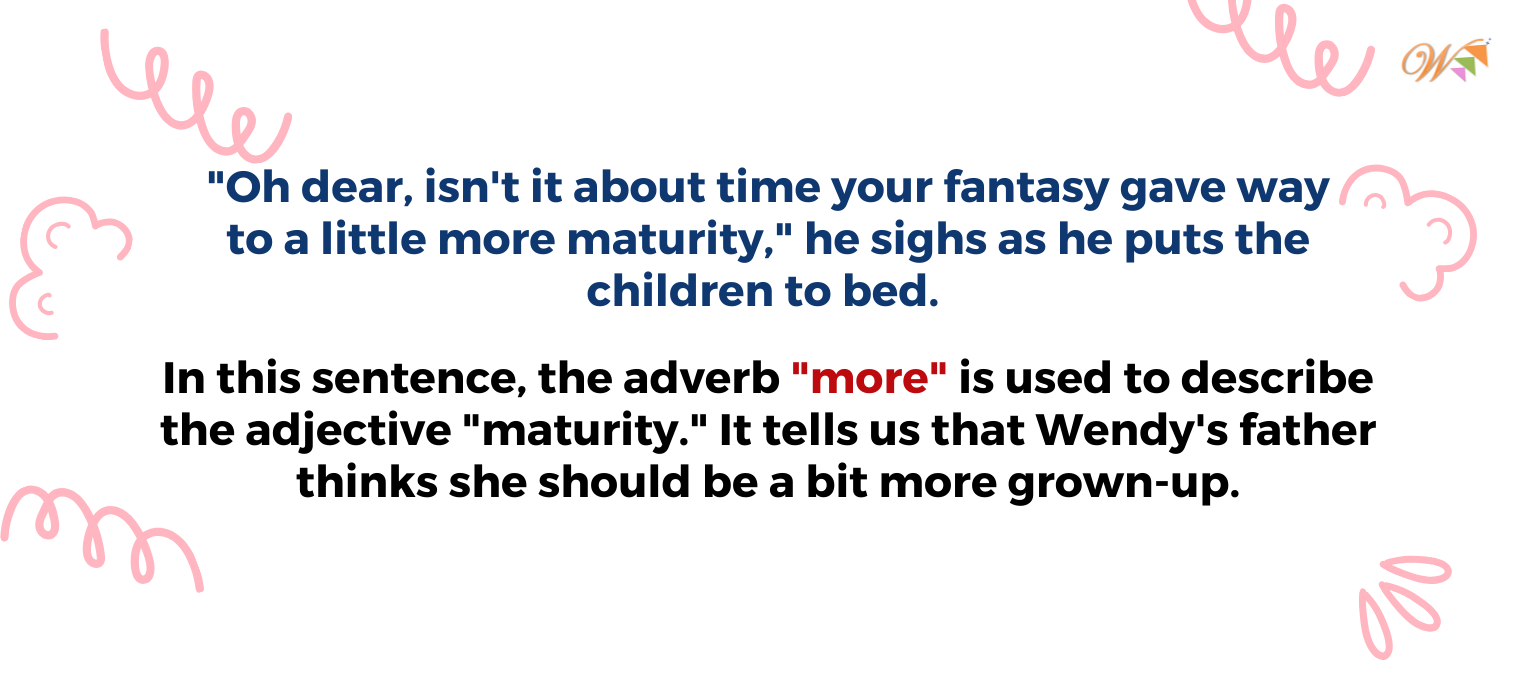 W
"Oh dear, isn't it about time your fantasy gave way
to a little more maturity," he sighs as he puts the
children to bed.
In this sentence, the adverb "more" is used to describe
the adjective "maturity." It tells us that Wendy's father
thinks she should be a bit more grown-up.